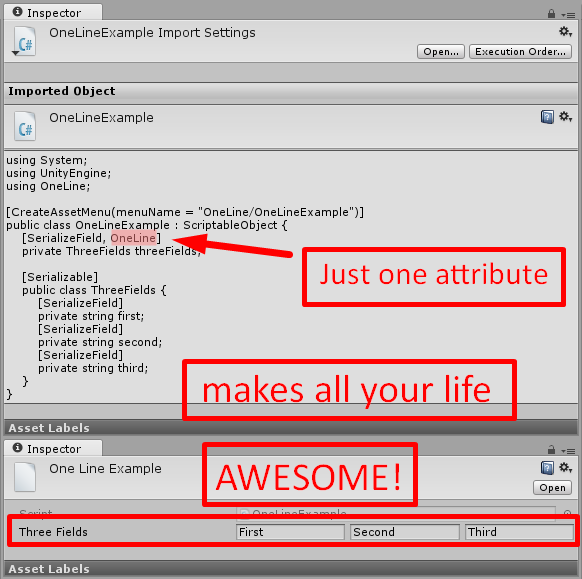 Inspector
OneLineExample Import Settings
Open... Execution Order...
Imported Object
C# OneLineExample
using System;
using UnityEngine;
using OneLine;
[CreateAssetMenu(menuName = "OneLine/OneLineExample")]
public class OneLineExample : ScriptableObject {
[SerializeField, OneLine]
private ThreeFields threeFields;
Just one attribute
[Serializable]
public class ThreeFields {
[SerializeField]
private string first;
[SerializeField]
private string second;
[SerializeField]
private string third;
}
}
makes all your life
Asset Labels
Inspector
One Line Example
AWESOME!
Open
Script OneLineExample
Three Fields First Second Third
Asset Labels